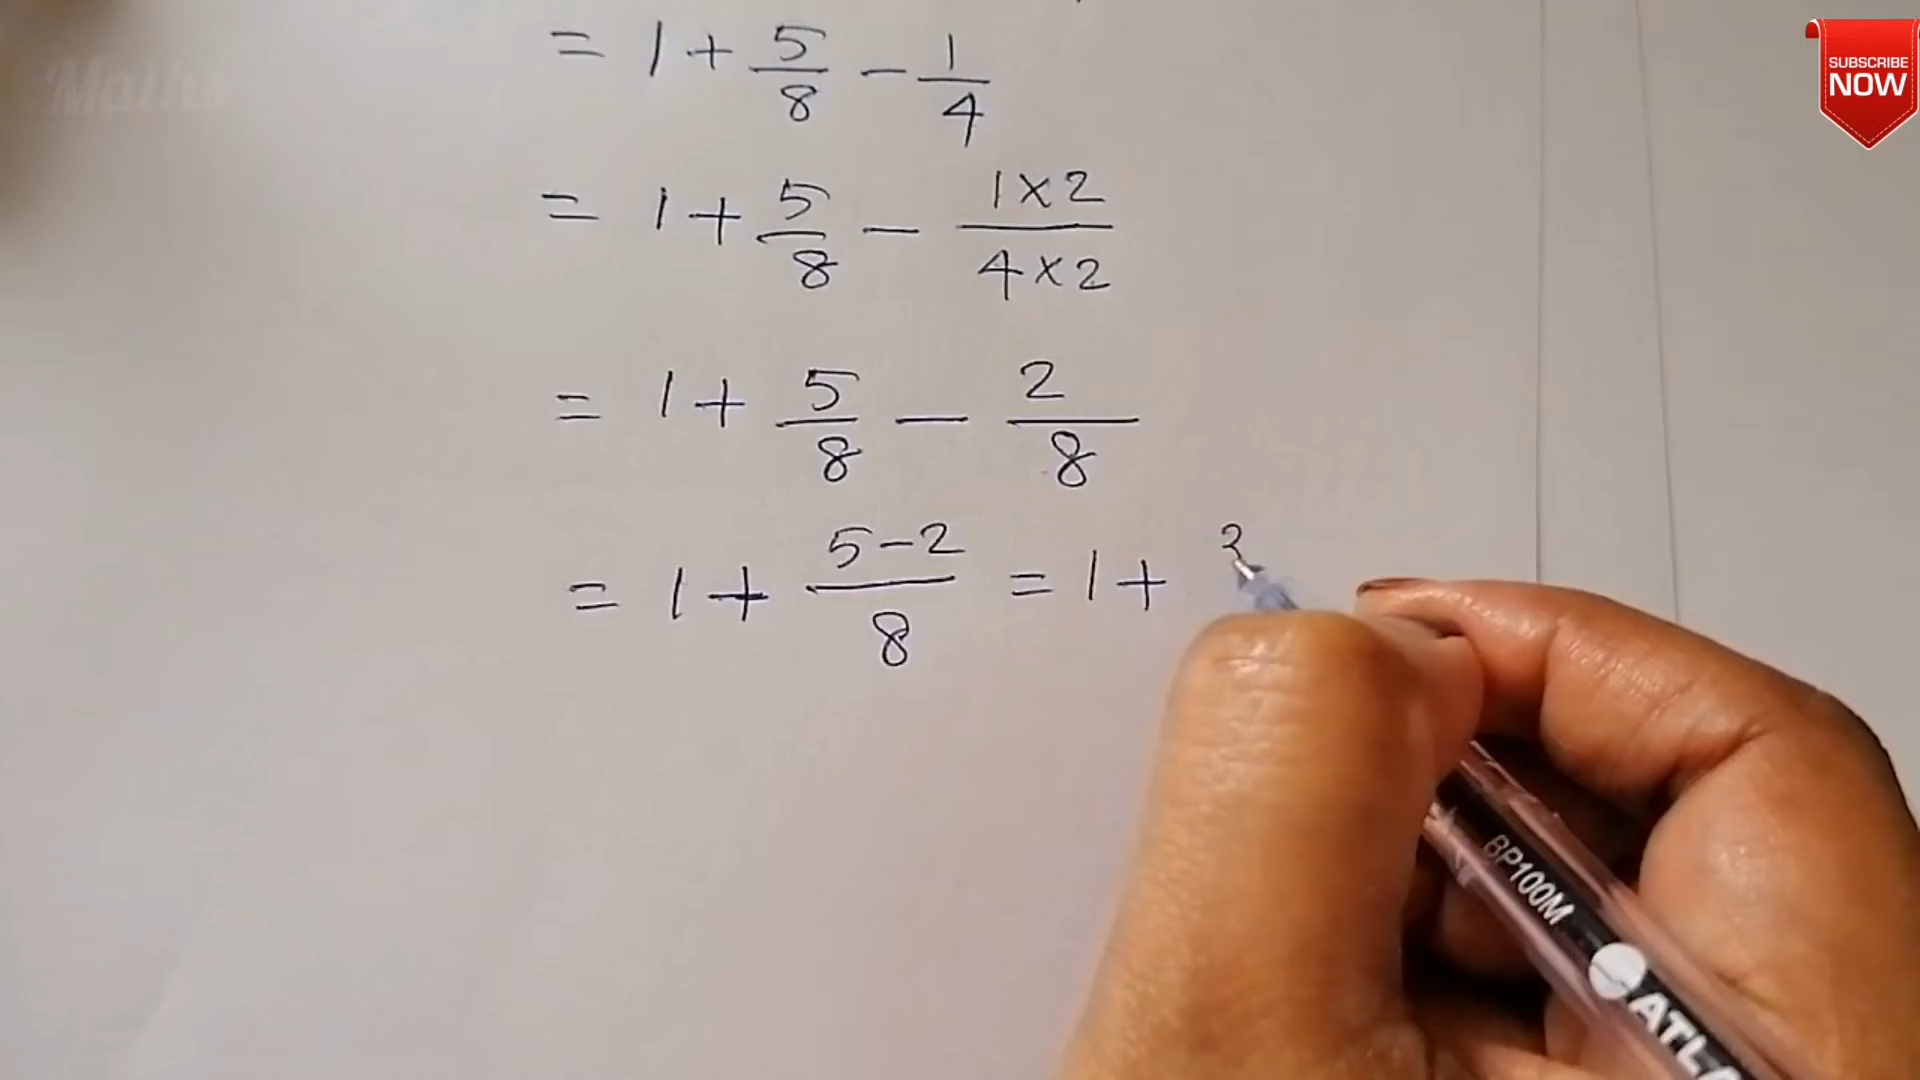 Maths
SUBSCRIBE
NOW
= 1 + 5/8 - 1/4
= 1 + 5/8 - 1×2/4×2
= 1 + 5/8 - 2/8
= 1 + 5-2/8 = 1 + 3
BP100M
ATLA